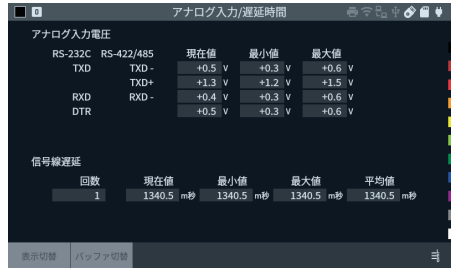 0 アナログ入力/遅延時間
アナログ入力電圧
RS-232C RS-422/485 現在値 最小値 最大値
TXD TXD - +0.5 V +0.3 V +0.6 V
TXD+ +1.3 V +1.2 V +1.5 V
RXD RXD - +0.4 V +0.3 V +0.6 V
DTR +0.5 V +0.3 V +0.6 V
信号線遅延
回数 現在値 最小値 最大値 平均値
1 1340.5 m秒 1340.5 m秒 1340.5 m秒 1340.5 m秒
表示切替 バッファ切替